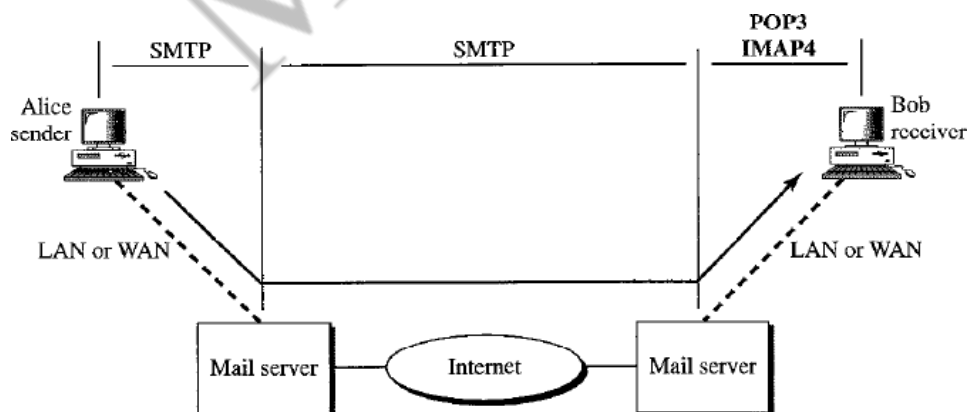 POP3
SMTP
SMTP
IMAP4
Alice
sender
Bob
receiver
LAN or WAN
LAN or WAN
Mail server
Internet
Mail server